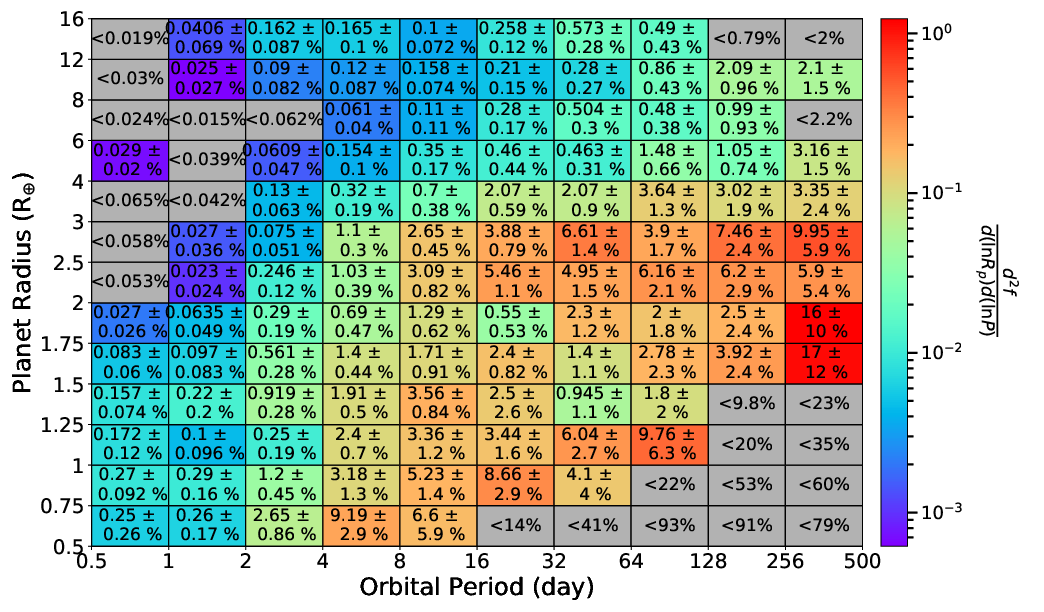 16
<0.019% 0.0406 ± 0.162 ± 0.165 ± 0.1 ± 0.258 ± 0.573 ± 0.49 ± <0.79% <2%
0.069 % 0.087 % 0.1 % 0.072 % 0.12 % 0.28 % 0.43 %
12
<0.03% 0.025 ± 0.09 ± 0.12 ± 0.158 ± 0.21 ± 0.28 ± 0.86 ± 2.09 ± 2.1 ±
0.027 % 0.082 % 0.087 % 0.074 % 0.15 % 0.27 % 0.43 % 0.96 % 1.5 %
8
<0.024% <0.015% <0.062% 0.061 ± 0.11 ± 0.28 ± 0.504 ± 0.48 ± 0.99 ± <2.2%
0.04 % 0.11 % 0.17 % 0.3 % 0.38 % 0.93 %
6
0.029 ± <0.039% 0.0609 ± 0.154 ± 0.35 ± 0.46 ± 0.463 ± 1.48 ± 1.05 ± 3.16 ±
0.02 % 0.047 % 0.1 % 0.17 % 0.44 % 0.31 % 0.66 % 0.74 % 1.5 %
4
<0.065% <0.042% 0.13 ± 0.32 ± 0.7 ± 2.07 ± 2.07 ± 3.64 ± 3.02 ± 3.35 ±
0.063 % 0.19 % 0.38 % 0.59 % 0.9 % 1.3 % 1.9 % 2.4 %
3
<0.058% 0.027 ± 0.075 ± 1.1 ± 2.65 ± 3.88 ± 6.61 ± 3.9 ± 7.46 ± 9.95 ±
0.036 % 0.051 % 0.3 % 0.45 % 0.79 % 1.4 % 1.7 % 2.4 % 5.9 %
2.5
<0.053% 0.023 ± 0.246 ± 1.03 ± 3.09 ± 5.46 ± 4.95 ± 6.16 ± 6.2 ± 5.9 ±
0.024 % 0.12 % 0.39 % 0.82 % 1.1 % 1.5 % 2.1 % 2.9 % 5.4 %
2
0.027 ± 0.0635 ± 0.29 ± 0.69 ± 1.29 ± 0.55 ± 2.3 ± 2 ± 2.5 ± 16 ±
0.026 % 0.049 % 0.19 % 0.47 % 0.62 % 0.53 % 1.2 % 1.8 % 2.4 % 10 %
1.75
0.083 ± 0.097 ± 0.561 ± 1.4 ± 1.71 ± 2.4 ± 1.4 ± 2.78 ± 3.92 ± 17 ±
0.06 % 0.083 % 0.28 % 0.44 % 0.91 % 0.82 % 1.1 % 2.3 % 2.4 % 12 %
1.5
0.157 ± 0.22 ± 0.919 ± 1.91 ± 3.56 ± 2.5 ± 0.945 ± 1.8 ± <9.8% <23%
0.074 % 0.2 % 0.28 % 0.5 % 0.84 % 2.6 % 1.1 % 2 %
1.25
0.172 ± 0.1 ± 0.25 ± 2.4 ± 3.36 ± 3.44 ± 6.04 ± 9.76 ± <20% <35%
0.12 % 0.096 % 0.19 % 0.7 % 1.2 % 1.6 % 2.7 % 6.3 %
1
0.27 ± 0.29 ± 1.2 ± 3.18 ± 5.23 ± 8.66 ± 4.1 ± <22% <53% <60%
0.092 % 0.16 % 0.45 % 1.3 % 1.4 % 2.9 % 4 %
0.75
0.25 ± 0.26 ± 2.65 ± 9.19 ± 6.6 ± <14% <41% <93% <91% <79%
0.26 % 0.17 % 0.86 % 2.9 % 5.9 %
0.5
0.5 1 2 4 8 16 32 64 128 256 500
Orbital Period (day)
Planet Radius (R⊕)
10⁰
10⁻¹
10⁻²
10⁻³
d²f
d(lnRₚ)d(lnP)